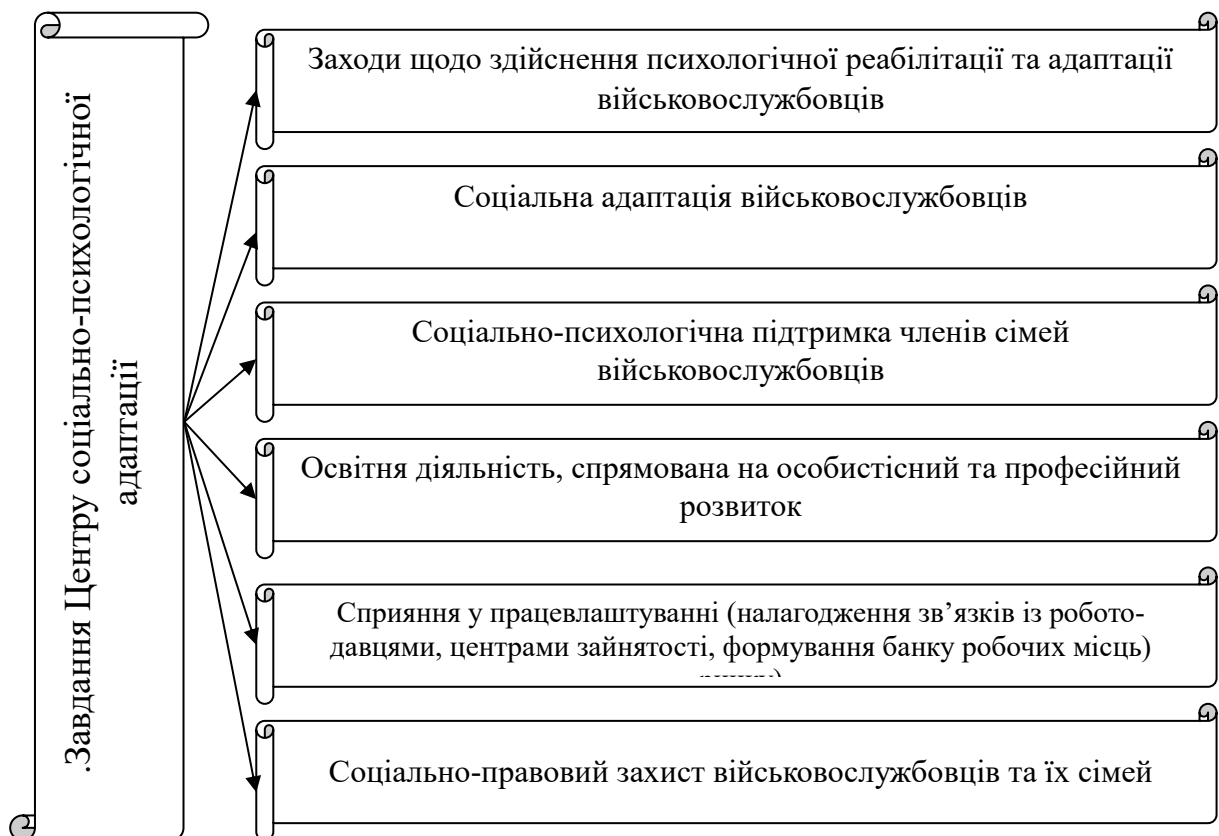 .Завдання Центру соціально-психологічної
адаптації
Заходи щодо здійснення психологічної реабілітації та адаптації
військовослужбовців
Соціальна адаптація військовослужбовців
Соціально-психологічна підтримка членів сімей
військовослужбовців
Освітня діяльність, спрямована на особистісний та професійний
розвиток
Сприяння у працевлаштуванні (налагодження зв’язків із робото-
давцями, центрами зайнятості, формування банку робочих місць)
Соціально-правовий захист військовослужбовців та їх сімей